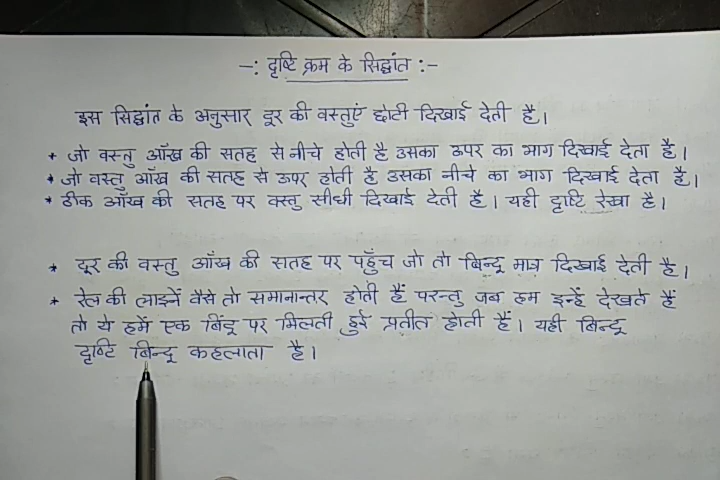 -: दृष्टि क्रम के सिद्धांत :-
इस सिद्धांत के अनुसार दूर की वस्तुएं छोटी दिखाई देती है।
* जो वस्तु आँख की सतह से नीचे होती है उसका ऊपर का भाग दिखाई देता है।
* जो वस्तु आँख की सतह से ऊपर होती है उसका नीचे का भाग दिखाई देता है।
* ठीक आँख की सतह पर वस्तु सीधी दिखाई देती है। यही दृष्टि रेखा है।
* दूर की वस्तु आँख की सतह पर पहुँच जो तो बिन्दू मात्र दिखाई देती है।
* रेल की लाइनें वैसे तो समानान्तर होती हैं परन्तु जब हम इन्हें देखते हैं
तो ये हमें एक बिंदू पर मिलती हुई प्रतीत होती हैं। यही बिन्दू
दृष्टि बिन्दू कहलाता है।